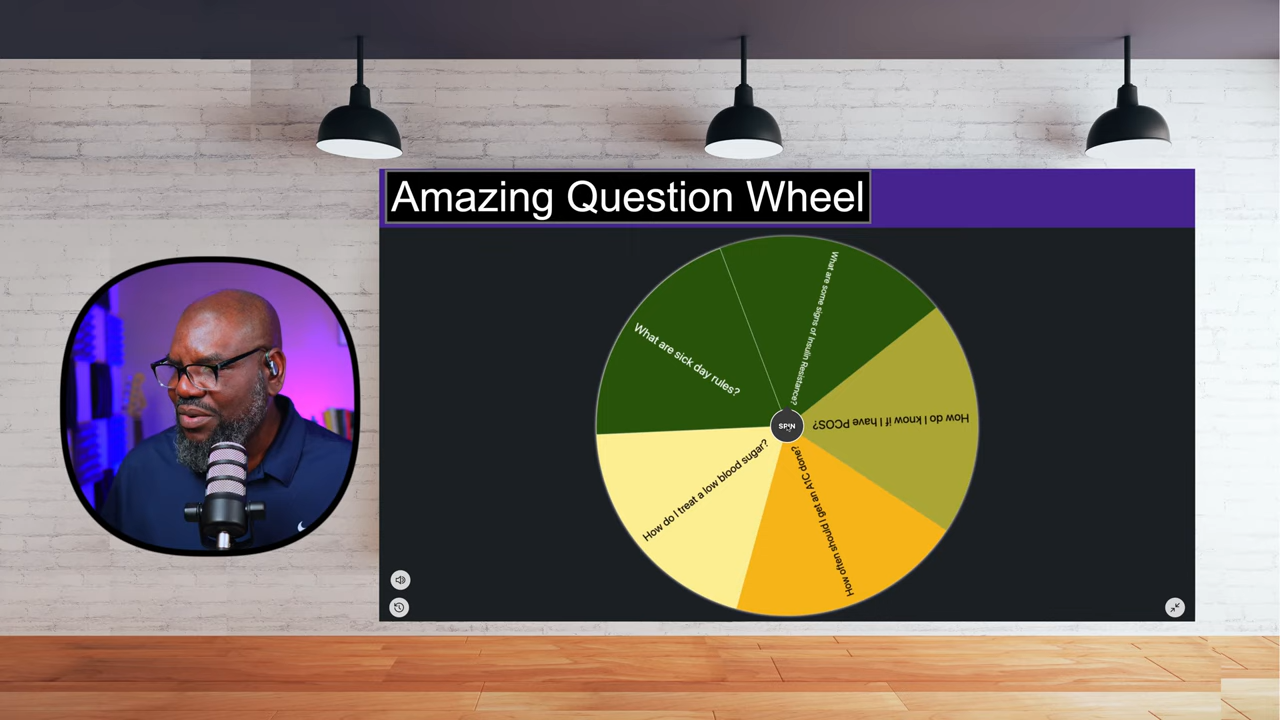 Amazing Question Wheel
What are some signs of Insulin Resistance?
What are sick day rules?
How do I know if I have PCOS?
SPIN
How do I treat a low blood sugar?
How often should I get an A1C done?